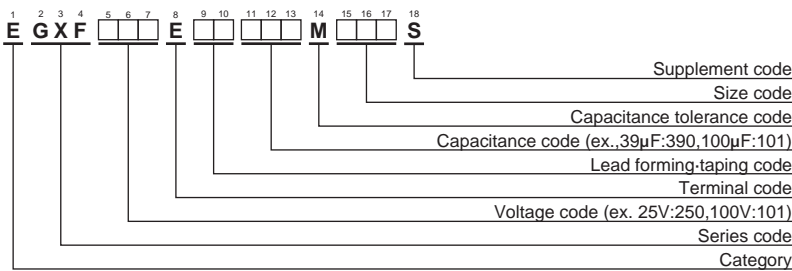 1 2 3 4 5 6 7 8 9 10 11 12 13 14 15 16 17 18
E G X F □□□ E □□ □□□ M □□□ S
Supplement code
Size code
Capacitance tolerance code
Capacitance code (ex.,39μF:390,100μF:101)
Lead forming·taping code
Terminal code
Voltage code (ex. 25V:250,100V:101)
Series code
Category